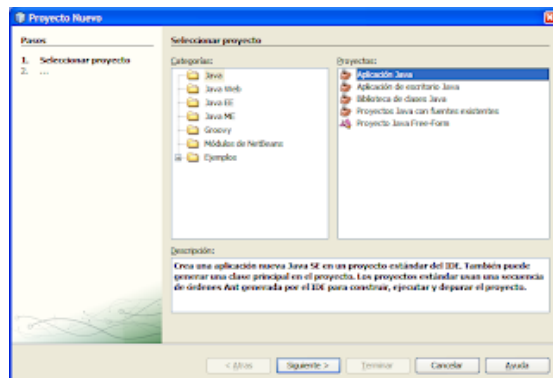 Proyecto Nuevo
Pasos
1. Seleccionar proyecto
2. ...
Seleccionar proyecto
Categorías:
Java
Java Web
Java EE
Java ME
Groovy
Módulos de NetBeans
Ejemplos
Proyectos:
Aplicación Java
Aplicación de escritorio Java
Biblioteca de clases Java
Proyectos Java con fuentes existentes
Proyecto Java Free-Form
Descripción:
Crea una aplicación nueva Java SE en un proyecto estándar del IDE. También puede
generar una clase principal en el proyecto. Los proyectos estándar usan una secuencia
de órdenes Ant generada por el IDE para construir, ejecutar y depurar el proyecto.
< Atrás
Siguiente >
Terminar
Cancelar
Ayuda